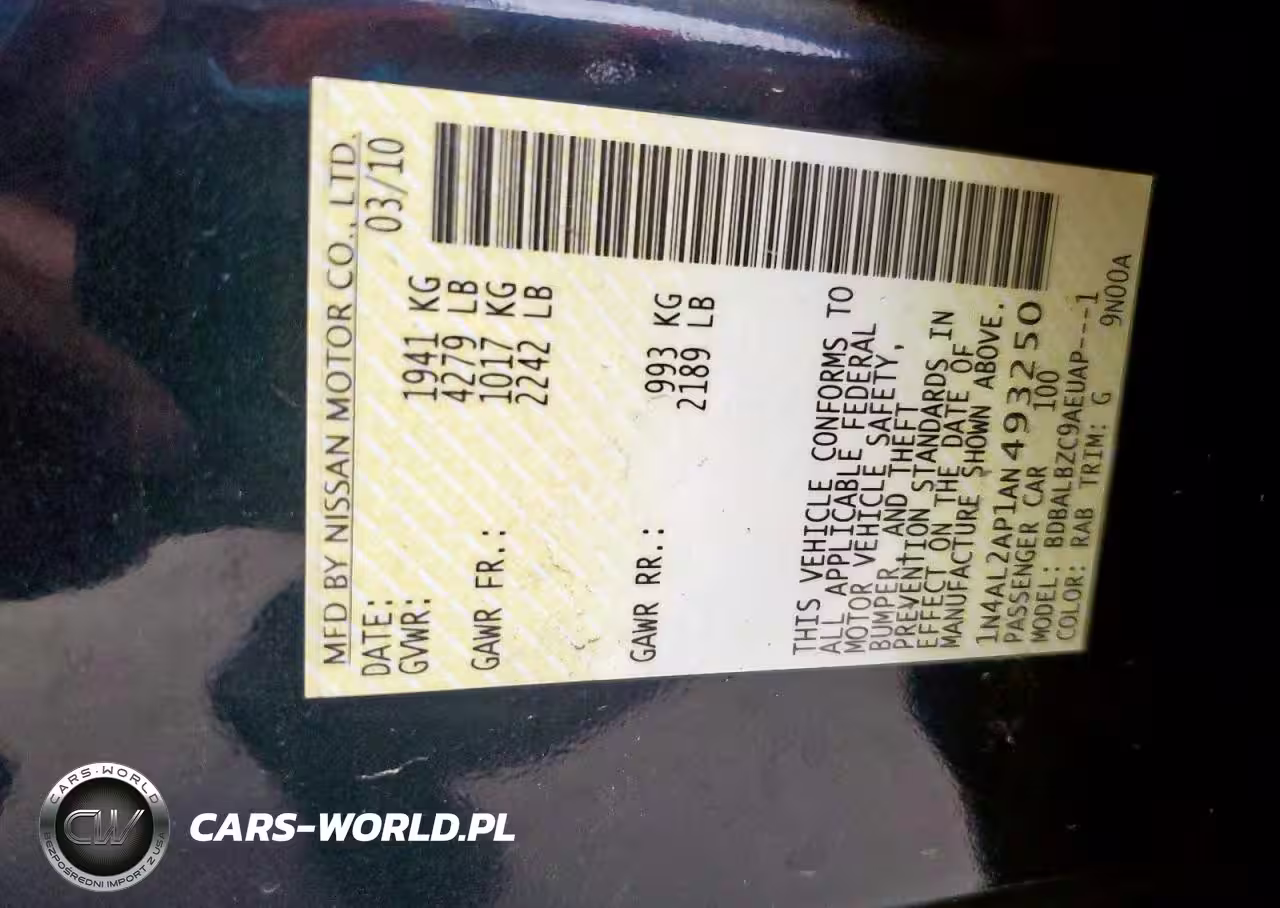 MFD BY NISSAN MOTOR CO., LTD.
DATE: 03/10
GVWR: 1941 KG
4279 LB
GAWR FR.: 1017 KG
2242 LB
GAWR RR.: 993 KG
2189 LB
THIS VEHICLE CONFORMS TO
ALL APPLICABLE FEDERAL
MOTOR VEHICLE SAFETY,
BUMPER, AND THEFT
PREVENTION STANDARDS IN
EFFECT ON THE DATE OF
MANUFACTURE SHOWN ABOVE.
1N4AL2AP1AN493250
PASSENGER CAR 100
MODEL: BDBALBZC9AEUAP---1
COLOR: RAB TRIM: G 9N00A
CARS-WORLD
CW
BEZPOŚREDNI IMPORT Z USA
CARS-WORLD.PL